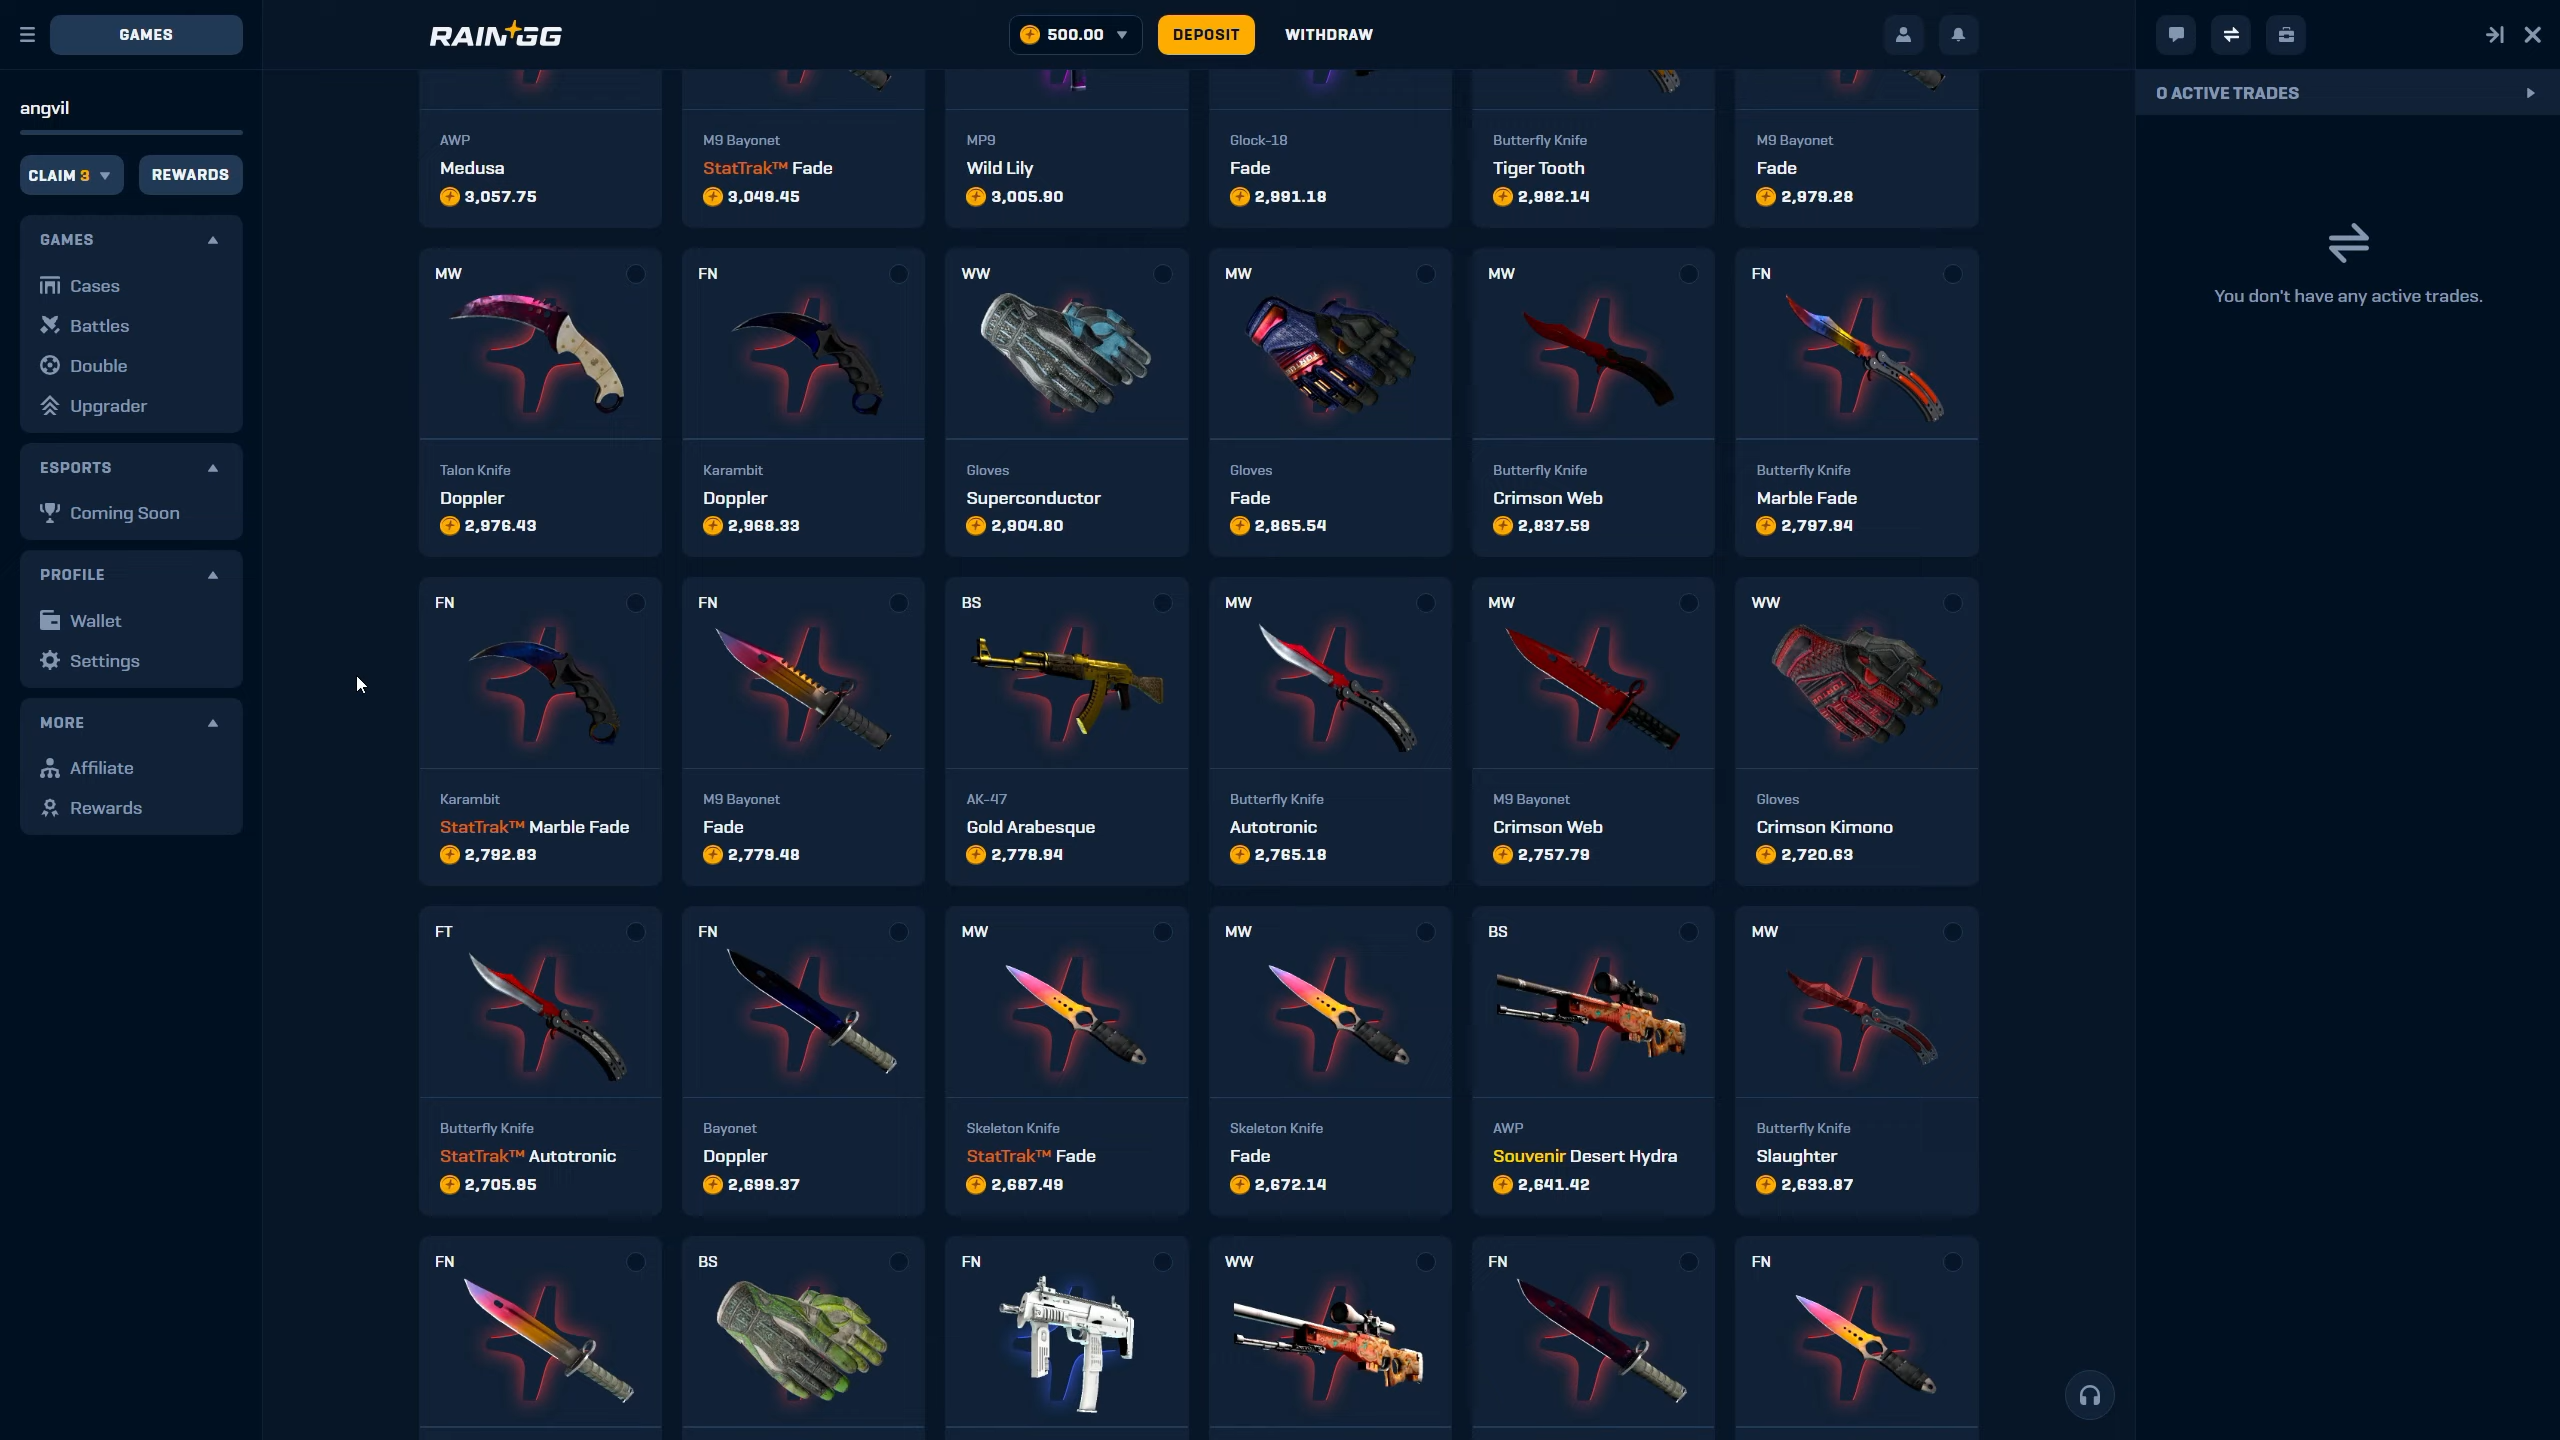 GAMES
RAIN GG
500.00
DEPOSIT
WITHDRAW
angvil
CLAIM 3
REWARDS
GAMES
Cases
Battles
Double
Upgrader
ESPORTS
Coming Soon
PROFILE
Wallet
Settings
MORE
Affiliate
Rewards
AWP
Medusa
3,057.75
M9 Bayonet
StatTrak™ Fade
3,049.45
MP9
Wild Lily
3,005.90
Glock-18
Fade
2,991.18
Butterfly Knife
Tiger Tooth
2,982.14
M9 Bayonet
Fade
2,979.28
MW
Talon Knife
Doppler
2,976.43
FN
Karambit
Doppler
2,968.33
WW
Gloves
Superconductor
2,904.80
MW
Gloves
Fade
2,865.54
MW
Butterfly Knife
Crimson Web
2,837.59
FN
Butterfly Knife
Marble Fade
2,797.94
FN
Karambit
StatTrak™ Marble Fade
2,792.83
FN
M9 Bayonet
Fade
2,779.48
BS
AK-47
Gold Arabesque
2,778.94
MW
Butterfly Knife
Autotronic
2,765.18
MW
M9 Bayonet
Crimson Web
2,757.79
WW
Gloves
Crimson Kimono
2,720.63
FT
Butterfly Knife
StatTrak™ Autotronic
2,705.95
FN
Bayonet
Doppler
2,699.37
MW
Skeleton Knife
StatTrak™ Fade
2,687.49
MW
Skeleton Knife
Fade
2,672.14
BS
AWP
Souvenir Desert Hydra
2,641.42
MW
Butterfly Knife
Slaughter
2,633.87
FN
BS
FN
WW
FN
FN
0 ACTIVE TRADES
You don't have any active trades.